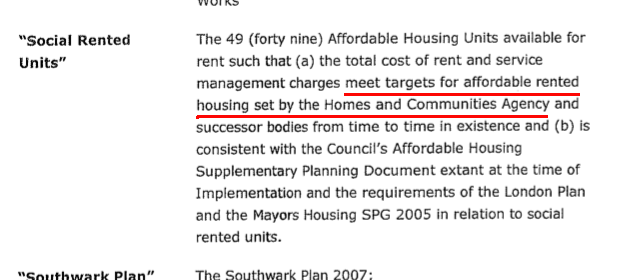 Works
"Social Rented
Units"
The 49 (forty nine) Affordable Housing Units available for
rent such that (a) the total cost of rent and service
management charges meet targets for affordable rented
housing set by the Homes and Communities Agency and
successor bodies from time to time in existence and (b) is
consistent with the Council's Affordable Housing
Supplementary Planning Document extant at the time of
Implementation and the requirements of the London Plan
and the Mayors Housing SPG 2005 in relation to social
rented units.
"Southwark Plan"
The Southwark Plan 2007;